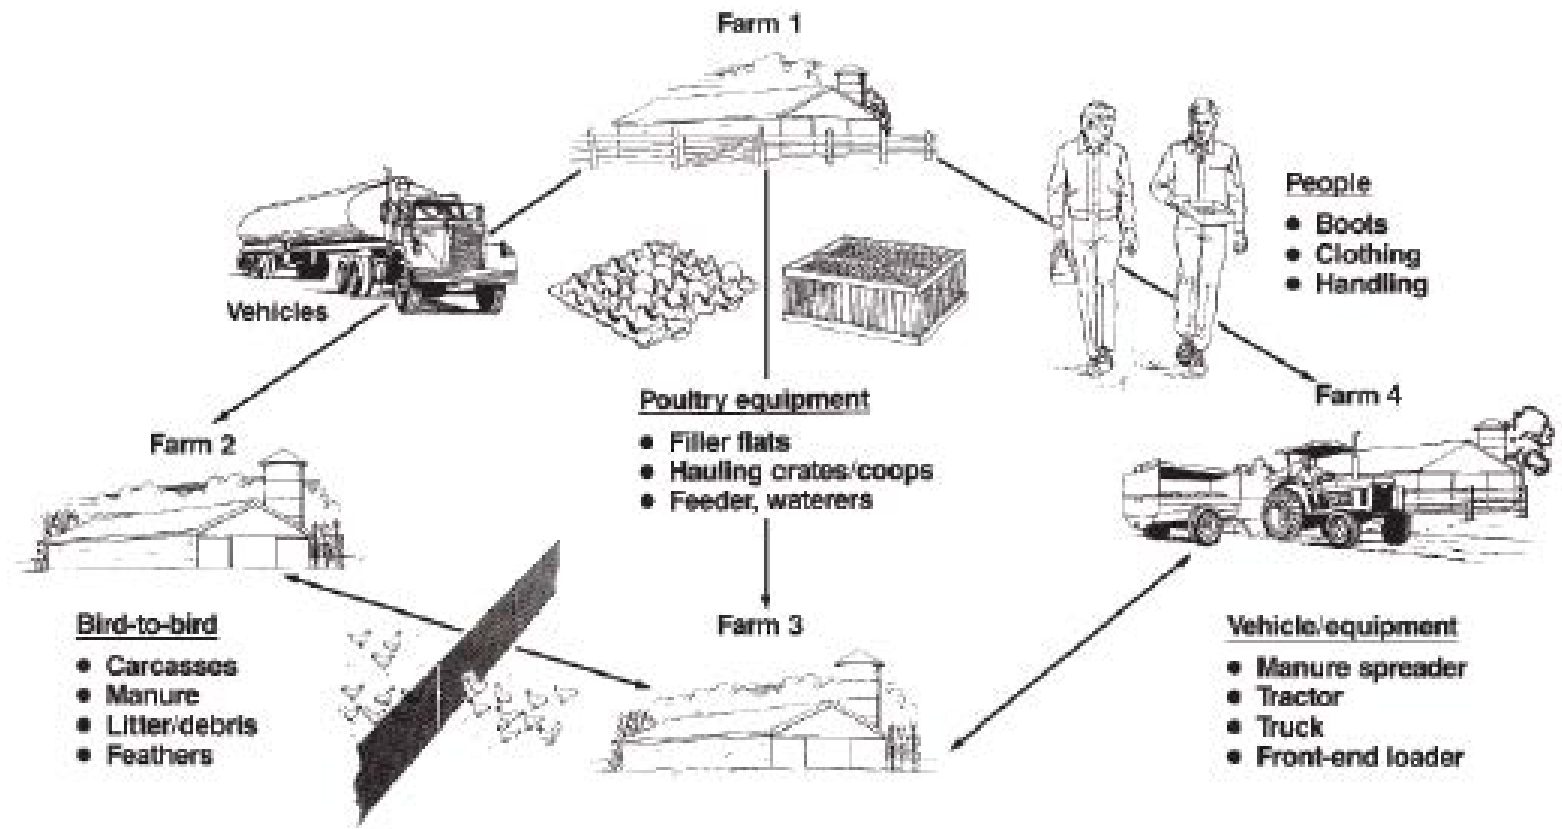 Farm 1
People
● Boots
● Clothing
● Handling
Vehicles
Poultry equipment
● Filler flats
● Hauling crates/coops
● Feeder, waterers
Farm 4
Farm 2
Bird-to-bird
● Carcasses
● Manure
● Litter/debris
● Feathers
Farm 3
Vehicle/equipment
● Manure spreader
● Tractor
● Truck
● Front-end loader